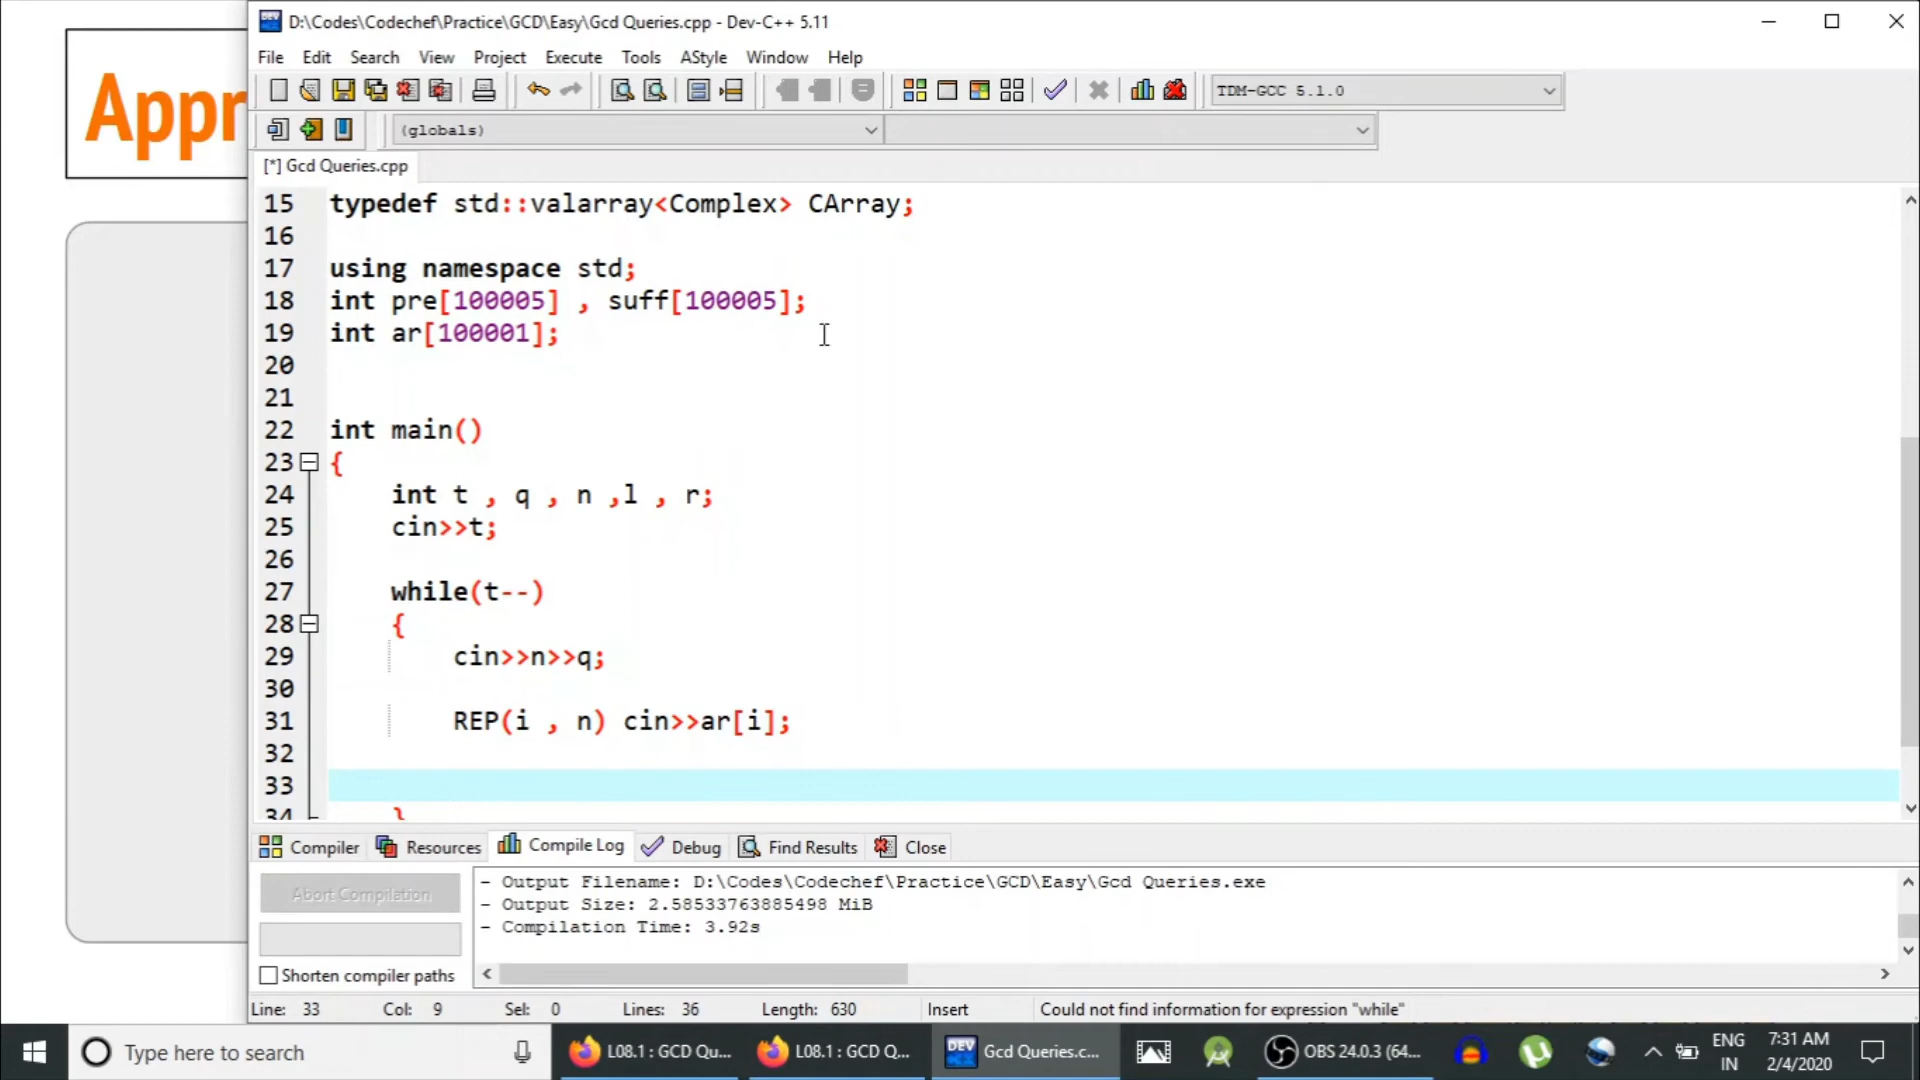 Appr
D:\Codes\Codechef\Practice\GCD\Easy\Gcd Queries.cpp - Dev-C++ 5.11
File Edit Search View Project Execute Tools AStyle Window Help
TDM-GCC 5.1.0
(globals)
[*] Gcd Queries.cpp
15 typedef std::valarray<Complex> CArray;
16
17 using namespace std;
18 int pre[100005] , suff[100005];
19 int ar[100001];
20
21
22 int main()
23 {
24 int t , q , n ,l , r;
25 cin>>t;
26
27 while(t--)
28 {
29 cin>>n>>q;
30
31 REP(i , n) cin>>ar[i];
32
33
34 }
Compiler Resources Compile Log Debug Find Results Close
Abort Compilation
Shorten compiler paths
- Output Filename: D:\Codes\Codechef\Practice\GCD\Easy\Gcd Queries.exe
- Output Size: 2.58533763885498 MiB
- Compilation Time: 3.92s
Line: 33 Col: 9 Sel: 0 Lines: 36 Length: 630 Insert Could not find information for expression "while"
Type here to search
L08.1 : GCD Qu...
L08.1 : GCD Q...
DEV
Gcd Queries.c...
OBS 24.0.3 (64...
ENG
IN
7:31 AM
2/4/2020